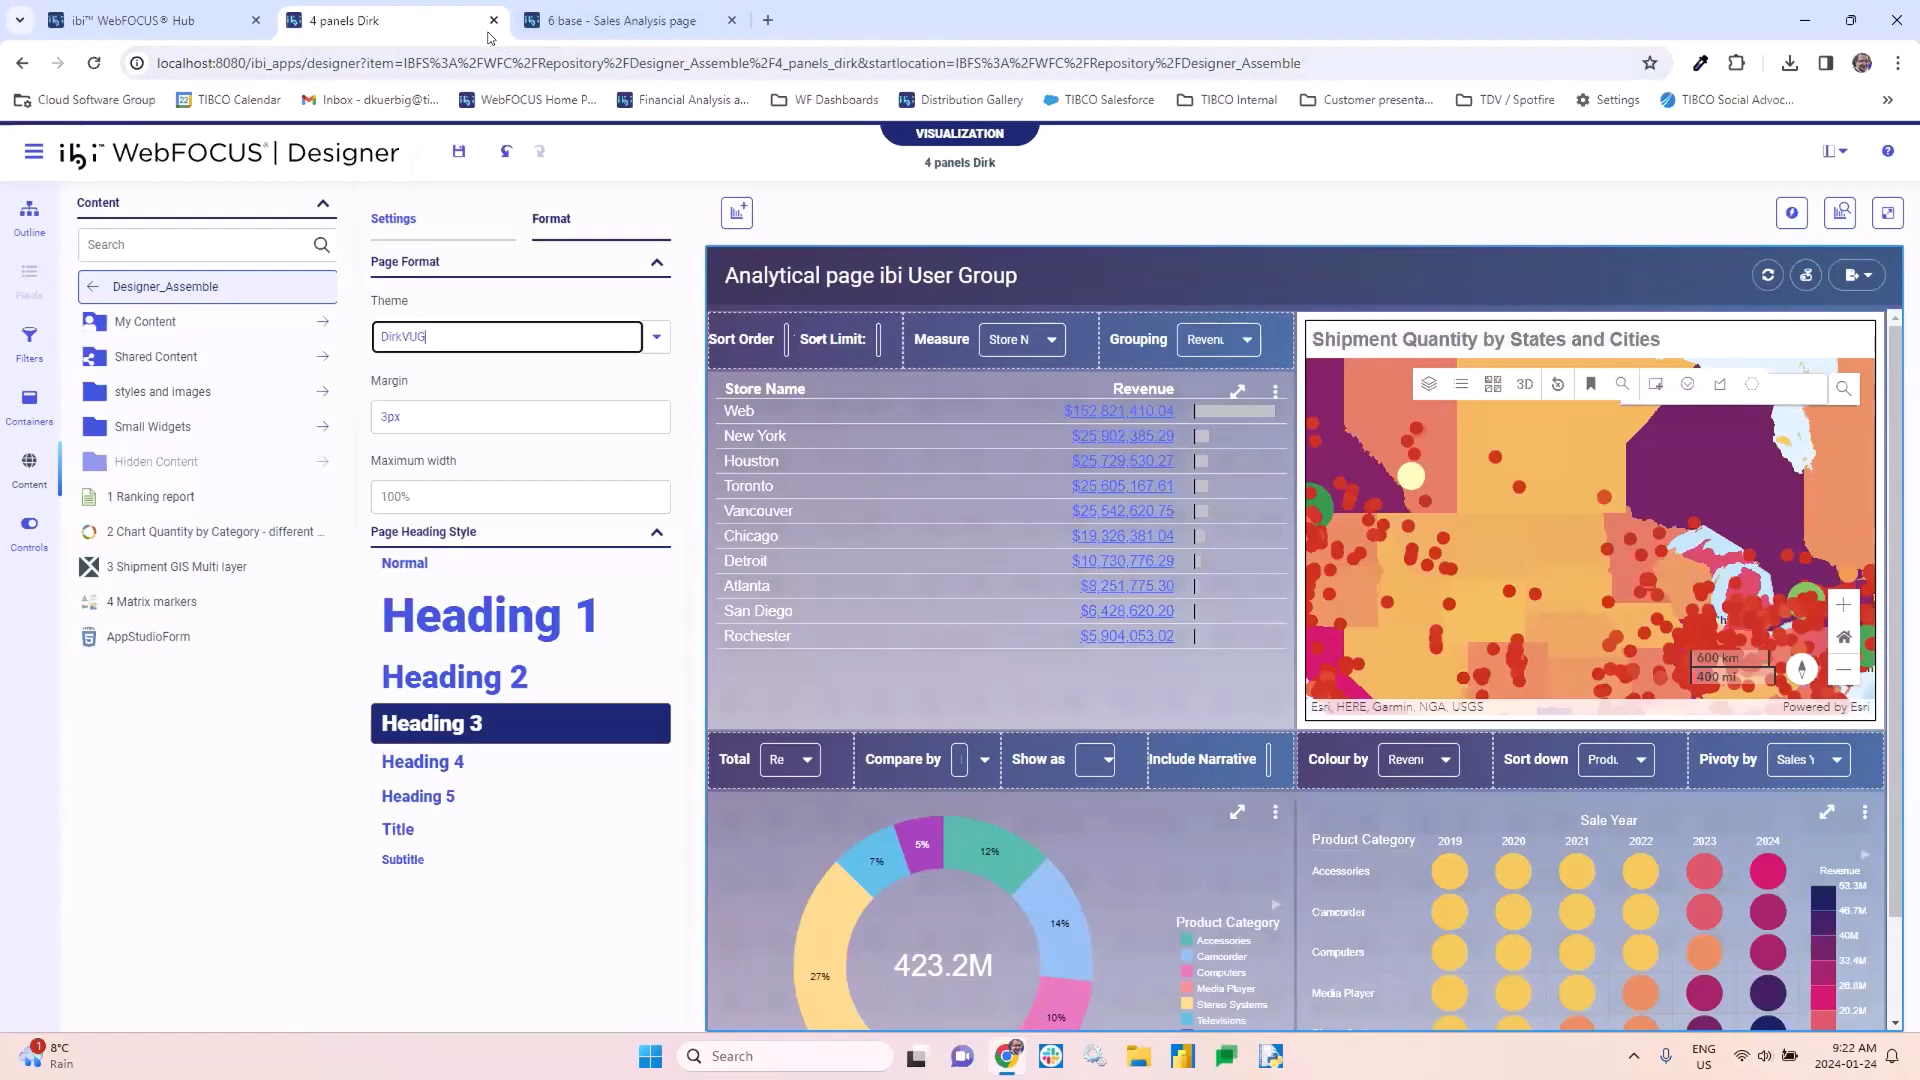 ibi™ WebFOCUS® Hub
4 panels Dirk
6 base - Sales Analysis page
localhost:8080/ibi_apps/designer?item=IBFS%3A%2FWFC%2FRepository%2FDesigner_Assemble%2F4_panels_dirk&startlocation=IBFS%3A%2FWFC%2FRepository%2FDesigner_Assemble
Cloud Software Group
TIBCO Calendar
Inbox - dkuerbig@ti...
WebFOCUS Home P...
Financial Analysis a...
WF Dashboards
Distribution Gallery
TIBCO Salesforce
TIBCO Internal
Customer presenta...
TDV / Spotfire
Settings
TIBCO Social Advoc...
VISUALIZATION
ibi™ WebFOCUS® | Designer
4 panels Dirk
Outline
Fields
Filters
Containers
Content
Controls
Content
Search
Designer_Assemble
My Content
Shared Content
styles and images
Small Widgets
Hidden Content
1 Ranking report
2 Chart Quantity by Category - different ...
3 Shipment GIS Multi layer
4 Matrix markers
AppStudioForm
Settings
Format
Page Format
Theme
DirkVUG
Margin
3px
Maximum width
100%
Page Heading Style
Normal
Heading 1
Heading 2
Heading 3
Heading 4
Heading 5
Title
Subtitle
Analytical page ibi User Group
Sort Order
Sort Limit:
Measure
Store N
Grouping
Revenu
Store Name Revenue
Web $152,821,410.04
New York $25,902,385.29
Houston $25,729,530.27
Toronto $25,605,167.61
Vancouver $25,542,620.75
Chicago $19,326,381.04
Detroit $10,730,776.29
Atlanta $8,251,775.30
San Diego $6,428,620.20
Rochester $5,904,053.02
Shipment Quantity by States and Cities
3D
600 km
400 mi
Esri, HERE, Garmin, NGA, USGS
Powered by Esri
Total
Re
Compare by
Show as
Include Narrative
Colour by
Revenu
Sort down
Produ
Pivoty by
Sales Y
5%
12%
7%
14%
27%
10%
423.2M
Product Category
Accessories
Camcorder
Computers
Media Player
Stereo Systems
Televisions
Sale Year
Product Category 2019 2020 2021 2022 2023 2024
Accessories
Camcorder
Computers
Media Player
Revenue
53.3M
46.7M
40M
33.4M
26.8M
20.2M
1
8°C
Rain
Search
ENG
US
9:22 AM
2024-01-24